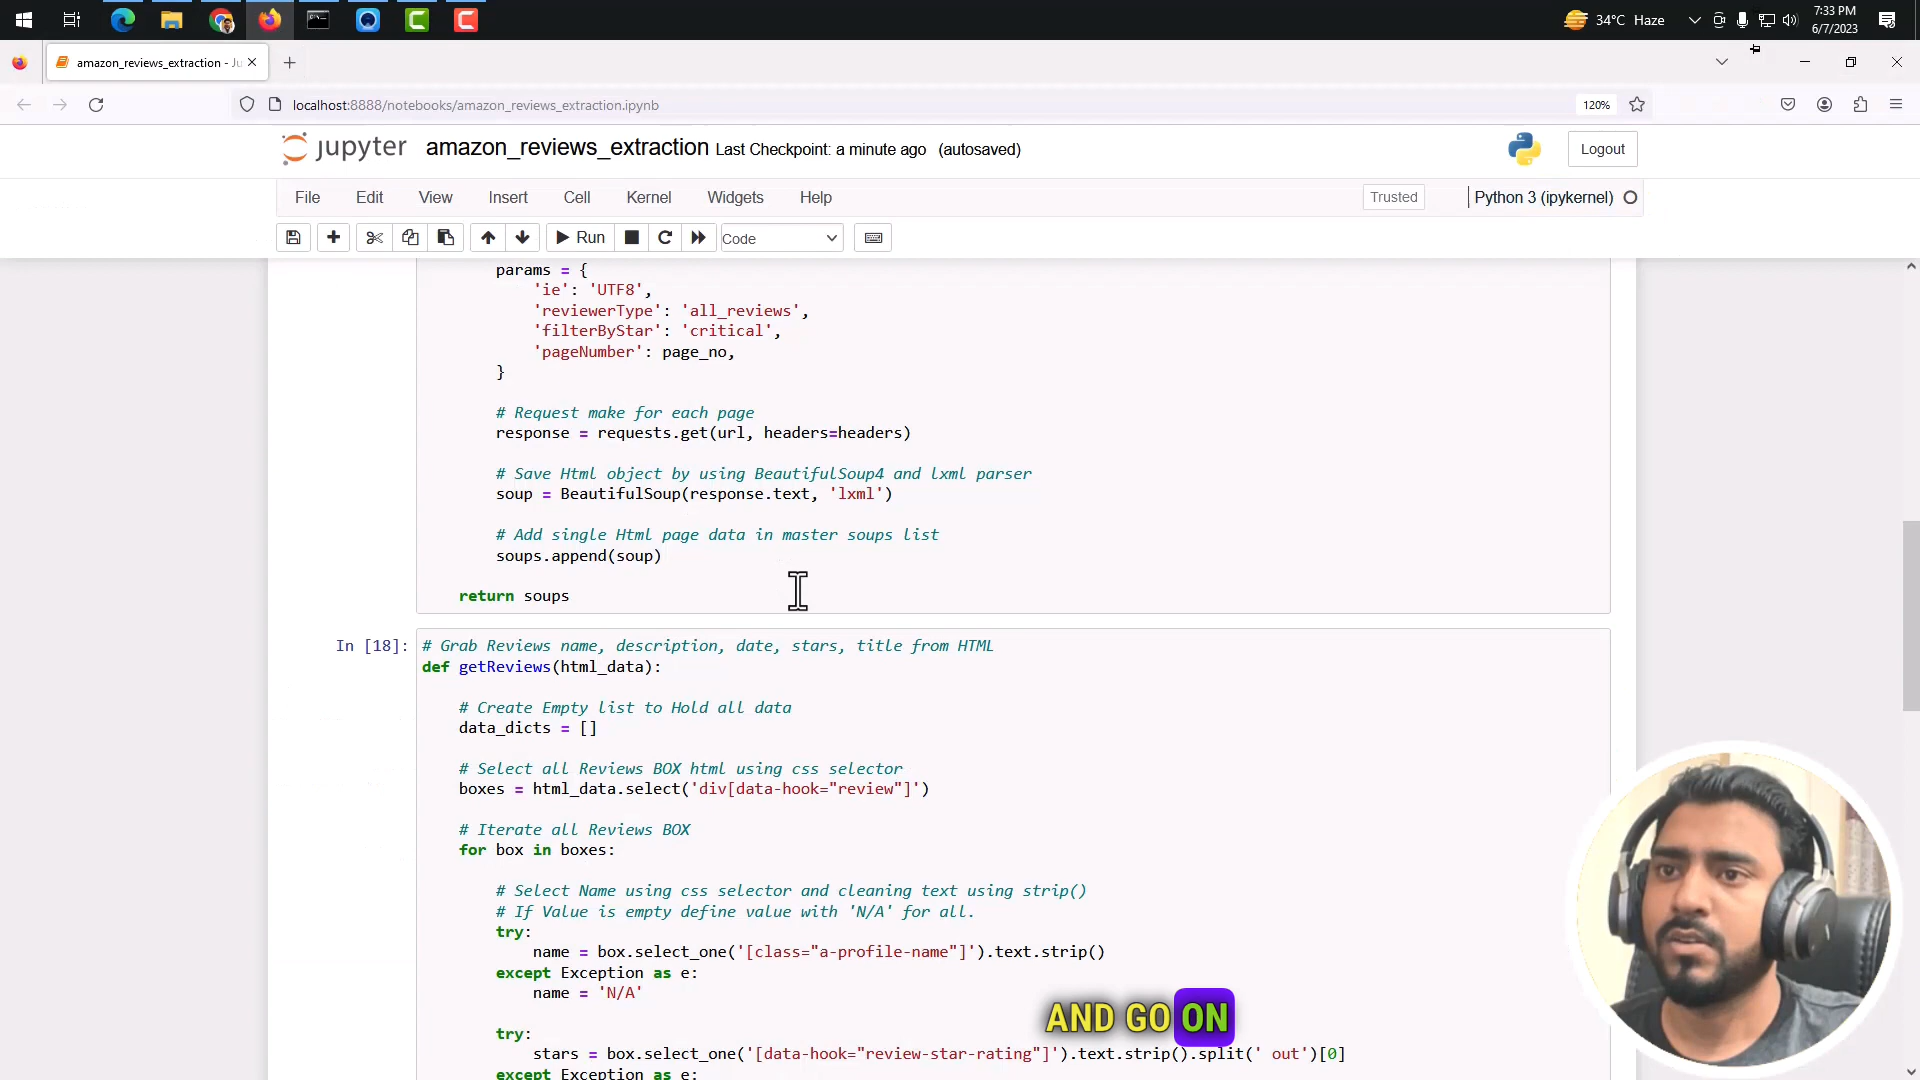 34°C Haze
7:33 PM
6/7/2023
amazon_reviews_extraction - Ju
localhost:8888/notebooks/amazon_reviews_extraction.ipynb
120%
jupyter amazon_reviews_extraction Last Checkpoint: a minute ago (autosaved)
Logout
File Edit View Insert Cell Kernel Widgets Help
Trusted
Python 3 (ipykernel)
Run
Code
params = {
'ie': 'UTF8',
'reviewerType': 'all_reviews',
'filterByStar': 'critical',
'pageNumber': page_no,
}
# Request make for each page
response = requests.get(url, headers=headers)
# Save Html object by using BeautifulSoup4 and lxml parser
soup = BeautifulSoup(response.text, 'lxml')
# Add single Html page data in master soups list
soups.append(soup)
return soups
In [18]:
# Grab Reviews name, description, date, stars, title from HTML
def getReviews(html_data):
# Create Empty list to Hold all data
data_dicts = []
# Select all Reviews BOX html using css selector
boxes = html_data.select('div[data-hook="review"]')
# Iterate all Reviews BOX
for box in boxes:
# Select Name using css selector and cleaning text using strip()
# If Value is empty define value with 'N/A' for all.
try:
name = box.select_one('[class="a-profile-name"]').text.strip()
except Exception as e:
name = 'N/A'
try:
stars = box.select_one('[data-hook="review-star-rating"]').text.strip().split(' out')[0]
except Exception as e:
AND GO ON